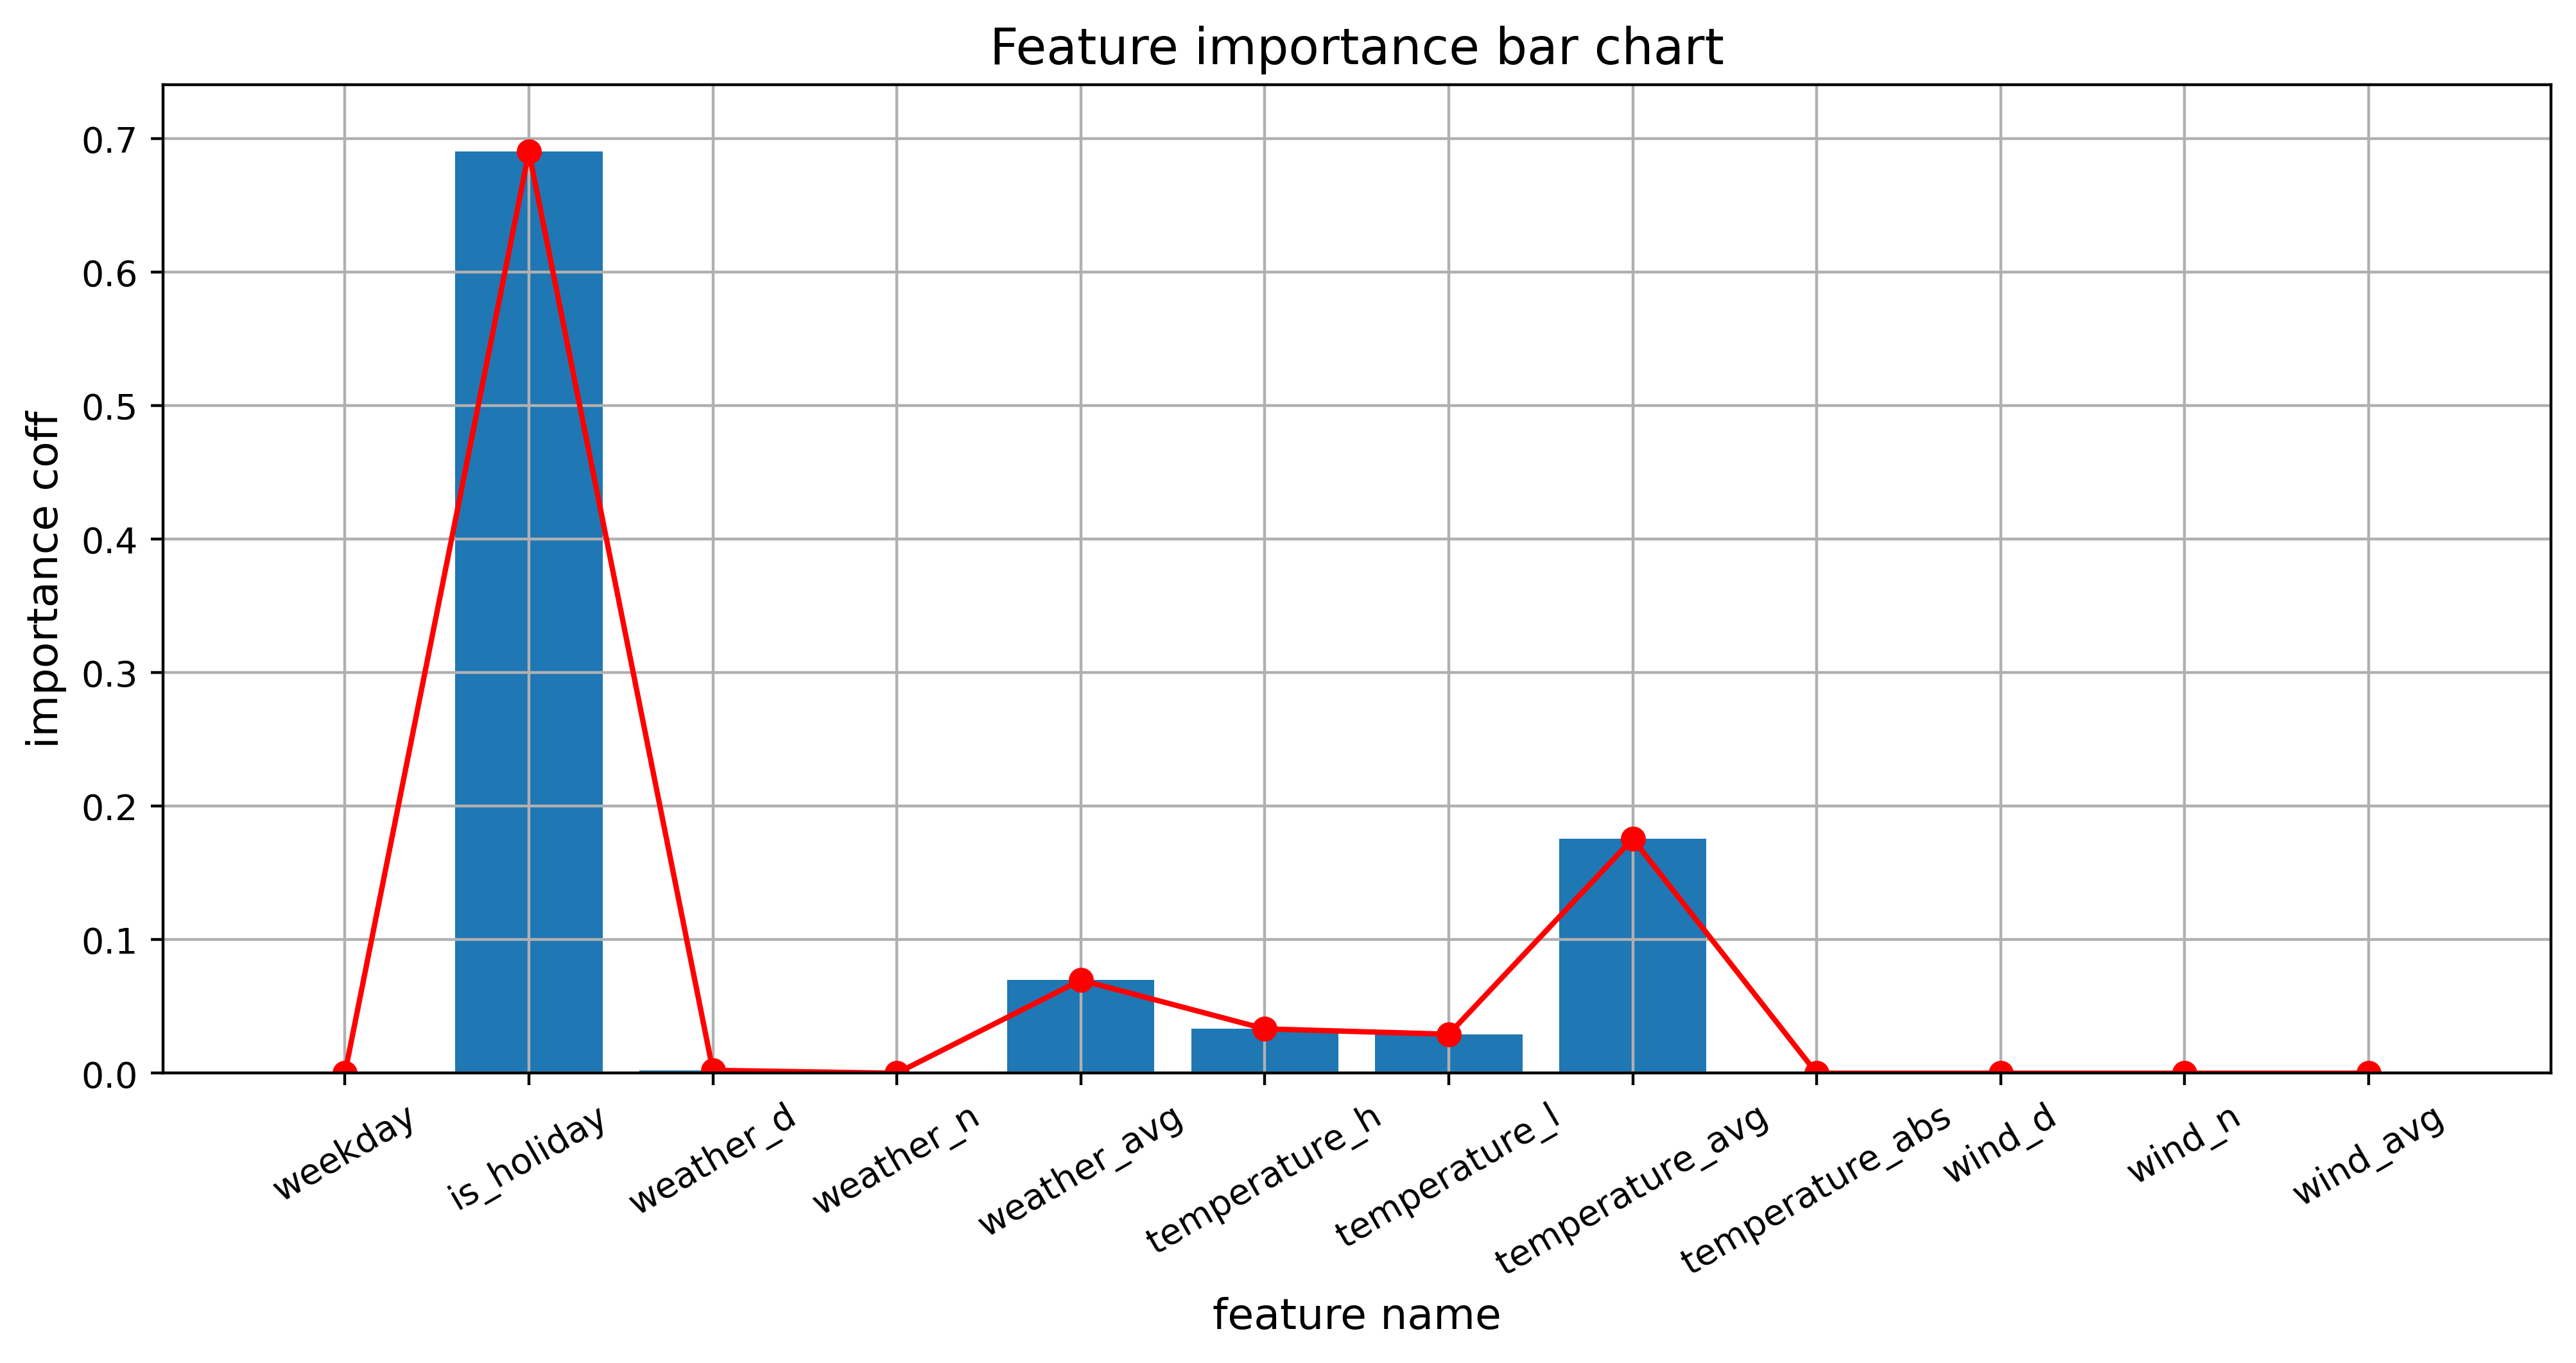 Feature importance bar chart
importance coff
0.7
0.6
0.5
0.4
0.3
0.2
0.1
0.0
weekday
is_holiday
weather_d
weather_n
weather_avg
temperature_h
temperature_l
temperature_avg
temperature_abs
wind_d
wind_n
wind_avg
feature name